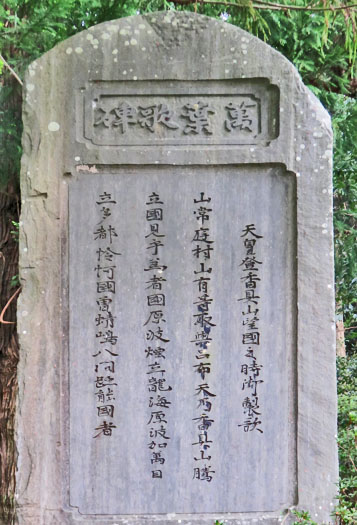 萬葉歌碑
天皇登香具山望國之時御製歌
山常庭村山有等取與呂布天乃香具山騰
立國見乎為者國原波煙立龍海原波加萬目
立多都怜㤎國曽蜻嶋八間跡能國者